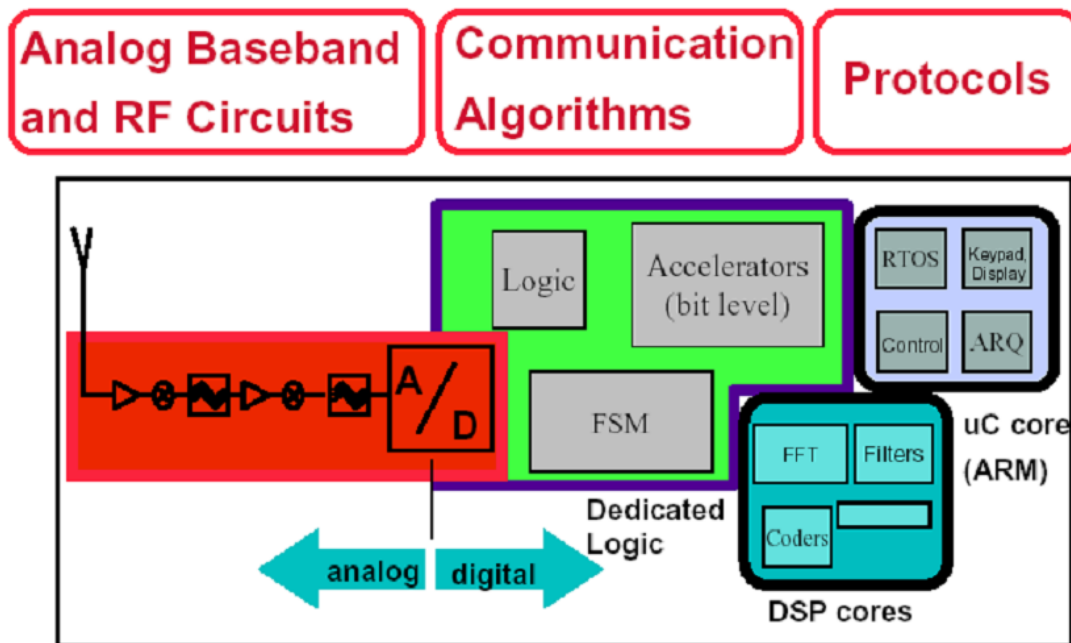 Analog Baseband
and RF Circuits
Communication
Algorithms
Protocols
Logic
Accelerators
(bit level)
RTOS
Keypad,
Display
Control
ARQ
A
D
FSM
uC core
(ARM)
FFT
Filters
Dedicated
Logic
Coders
analog
digital
DSP cores